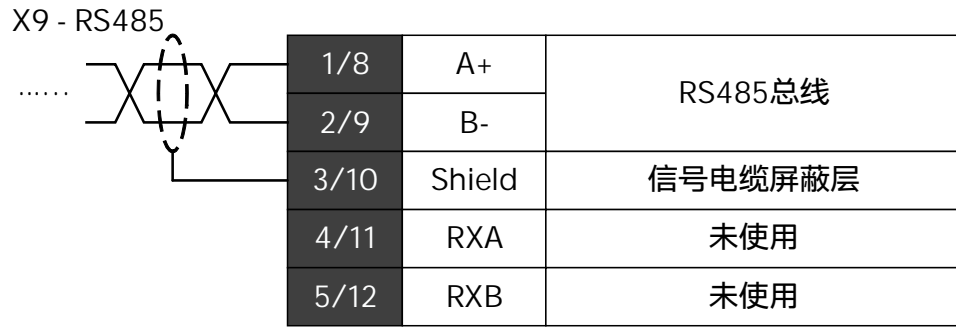 X9 - RS485
......
1/8 A+ RS485总线
2/9 B-
3/10 Shield 信号电缆屏蔽层
4/11 RXA 未使用
5/12 RXB 未使用